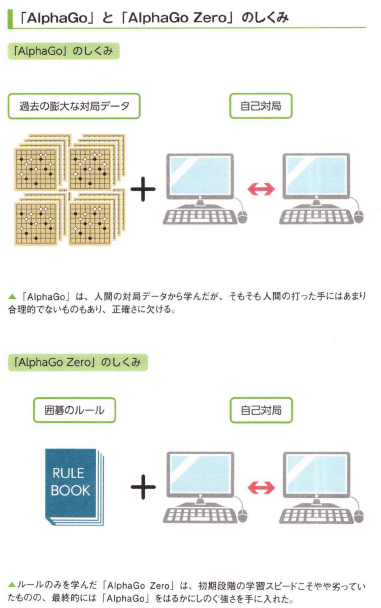 「AlphaGo」と「AlphaGo Zero」のしくみ
「AlphaGo」のしくみ
過去の膨大な対局データ
自己対局
▲「AlphaGo」は、人間の対局データから学んだが、そもそも人間の打った手にはあまり
合理的でないものもあり、正確さに欠ける。
「AlphaGo Zero」のしくみ
囲碁のルール
自己対局
RULE
BOOK
▲ルールのみを学んだ「AlphaGo Zero」は、初期段階の学習スピードこそやや劣ってい
たものの、最終的には「AlphaGo」をはるかにしのぐ強さを手に入れた。